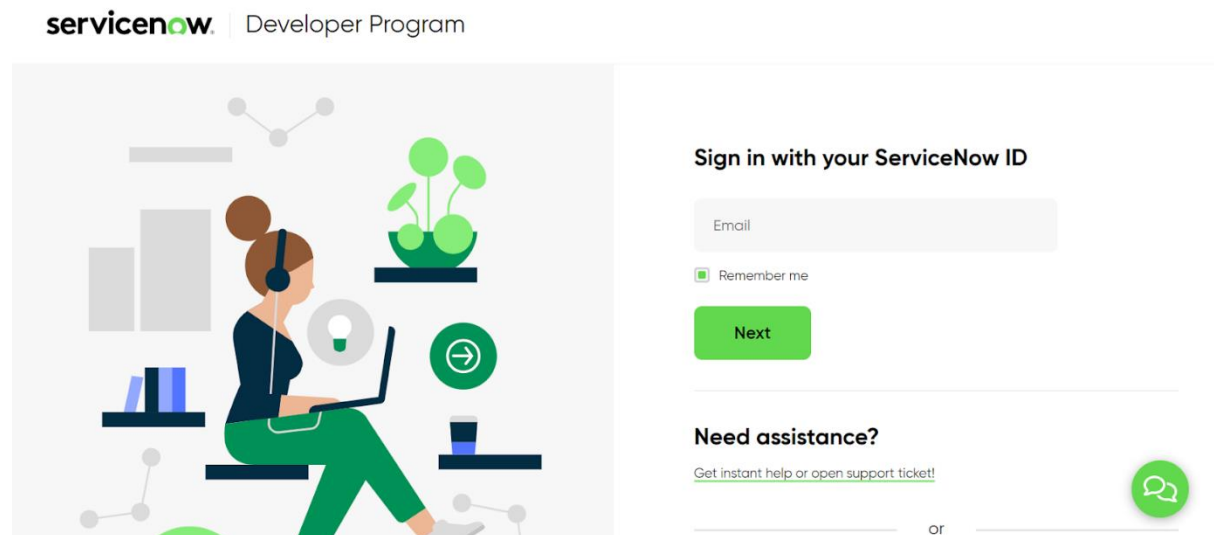 servicenow. Developer Program
Sign in with your ServiceNow ID
Email
Remember me
Next
Need assistance?
Get instant help or open support ticket!
or